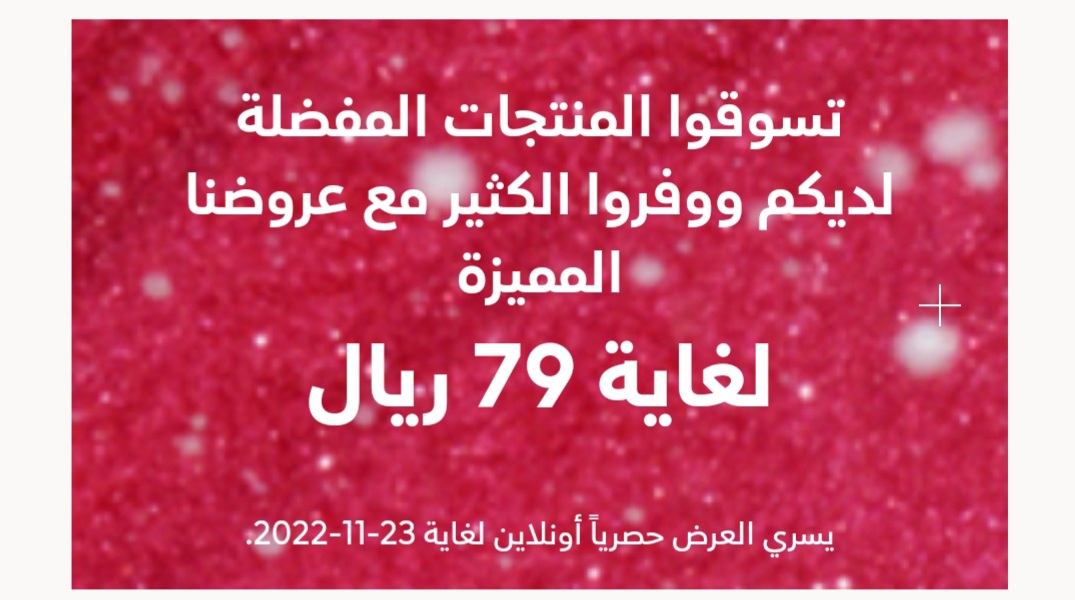 تسوقوا المنتجات المفضلة
لديكم ووفروا الكثير مع عروضنا
المميزة
لغاية 79 ريال
يسري العرض حصرياً أونلاين لغاية 23-11-2022.